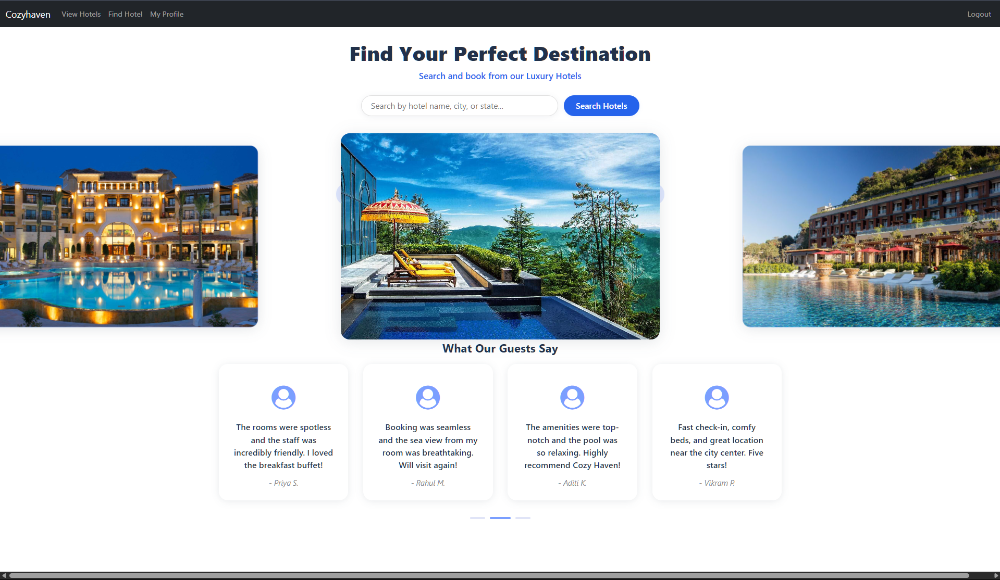 Cozyhaven View Hotels Find Hotel My Profile Logout
Find Your Perfect Destination
Search and book from our Luxury Hotels
Search by hotel name, city, or state...
Search Hotels
What Our Guests Say
The rooms were spotless
and the staff was
incredibly friendly. I loved
the breakfast buffet!
- Priya S.
Booking was seamless
and the sea view from my
room was breathtaking.
Will visit again!
- Rahul M.
The amenities were top-
notch and the pool was
so relaxing. Highly
recommend Cozy Haven!
- Aditi K.
Fast check-in, comfy
beds, and great location
near the city center. Five
stars!
- Vikram P.